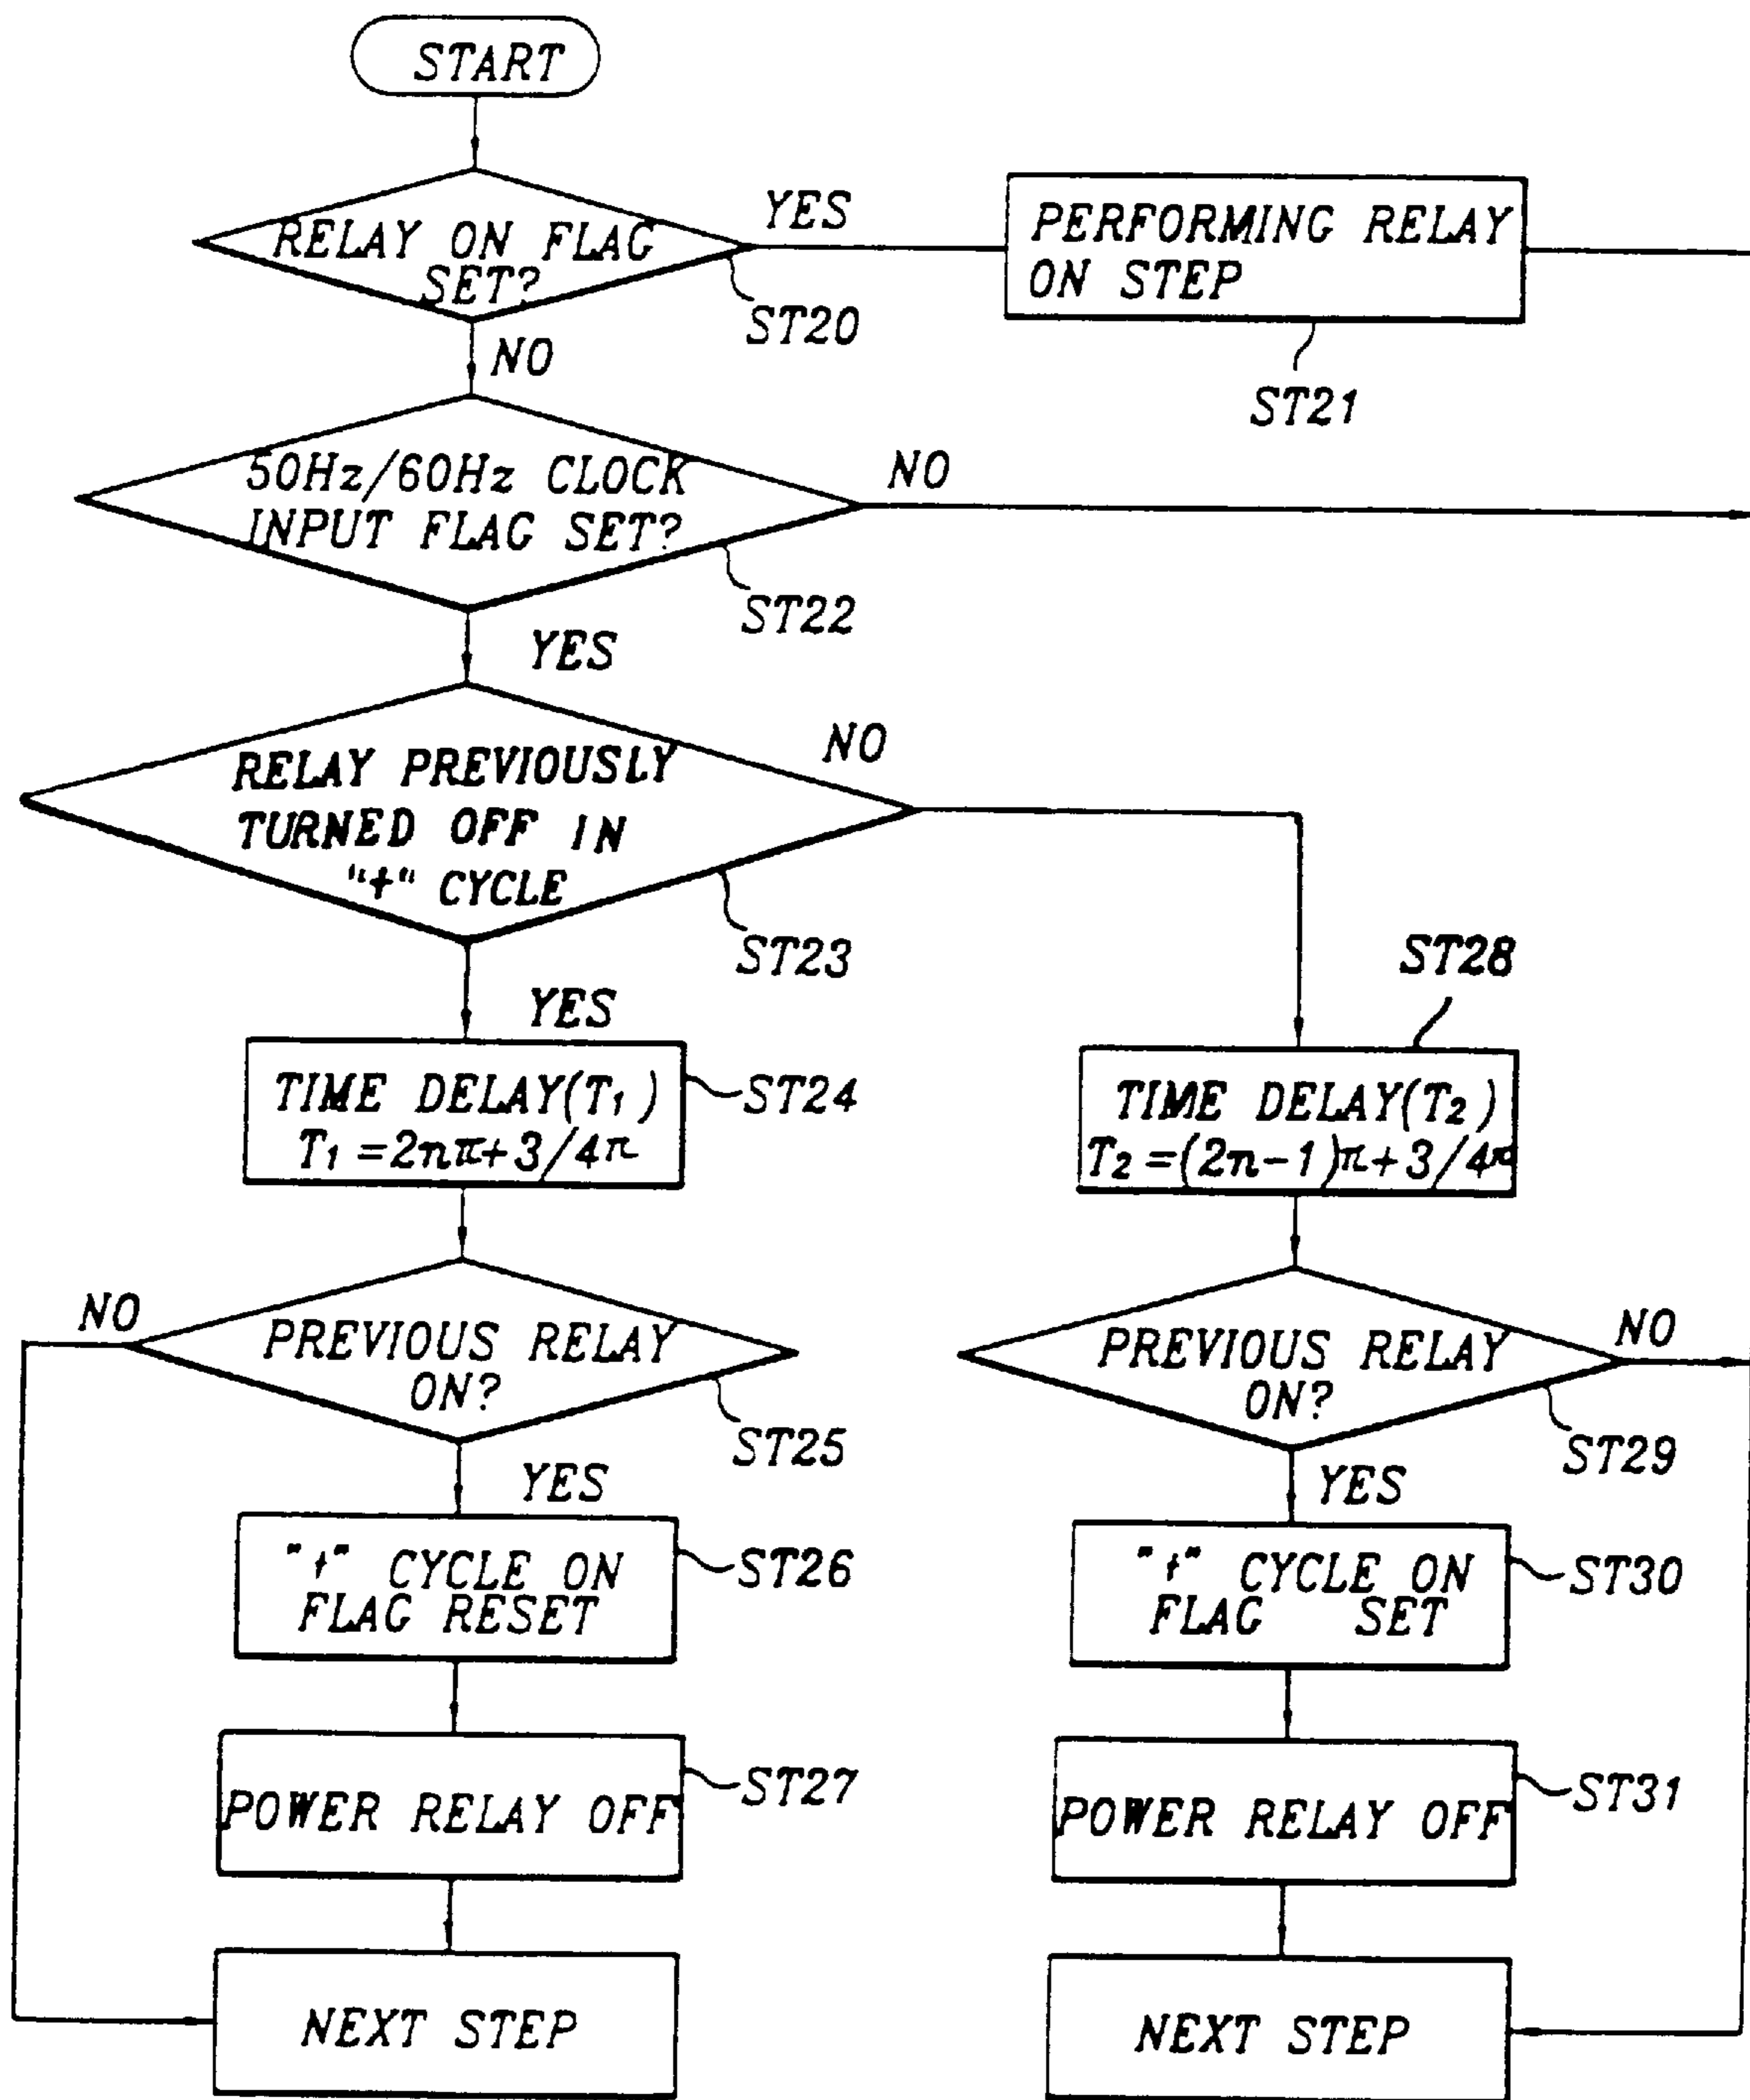 START
RELAY ON FLAG
SET?
YES
ST20
PERFORMING RELAY
ON STEP
ST21
NO
50Hz/60Hz CLOCK
INPUT FLAG SET?
NO
ST22
YES
RELAY PREVIOUSLY
TURNED OFF IN
"+" CYCLE
NO
ST23
YES
TIME DELAY(T1)
T1=2nπ+3/4π
ST24
ST28
TIME DELAY(T2)
T2=(2n-1)π+3/4π
NO
PREVIOUS RELAY
ON?
ST25
YES
PREVIOUS RELAY
ON?
NO
ST29
YES
"+" CYCLE ON
FLAG RESET
ST26
"+" CYCLE ON
FLAG SET
ST30
POWER RELAY OFF
ST27
POWER RELAY OFF
ST31
NEXT STEP
NEXT STEP